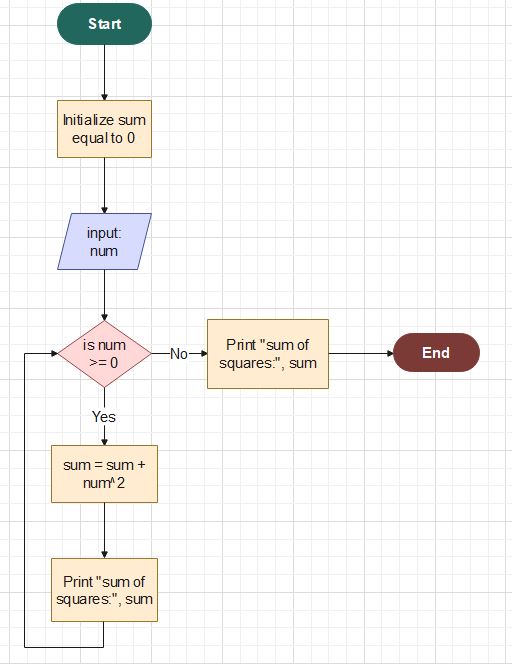 Start
Initialize sum
equal to 0
input:
num
is num
>= 0
No
Print "sum of
squares:", sum
End
Yes
sum = sum +
num^2
Print "sum of
squares:", sum